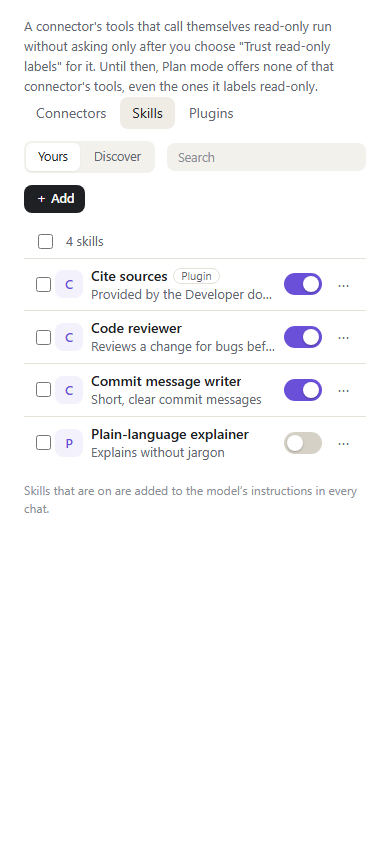 A connector's tools that call themselves read-only run
without asking only after you choose "Trust read-only
labels" for it. Until then, Plan mode offers none of that
connector's tools, even the ones it labels read-only.
Connectors Skills Plugins
Yours Discover Search
+ Add
4 skills
C Cite sources Plugin
Provided by the Developer do...
C Code reviewer
Reviews a change for bugs bef...
C Commit message writer
Short, clear commit messages
P Plain-language explainer
Explains without jargon
Skills that are on are added to the model's instructions in every
chat.